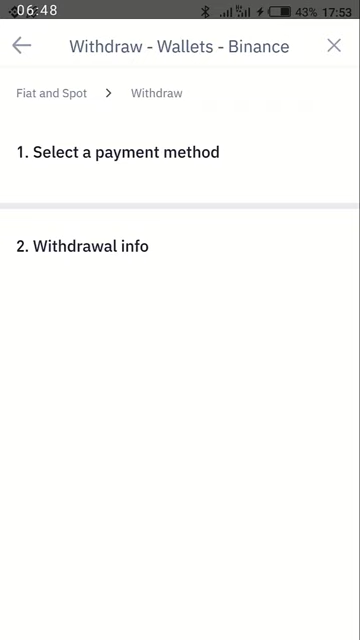 06:48
43% 17:53
Withdraw - Wallets - Binance
Fiat and Spot > Withdraw
1. Select a payment method
2. Withdrawal info